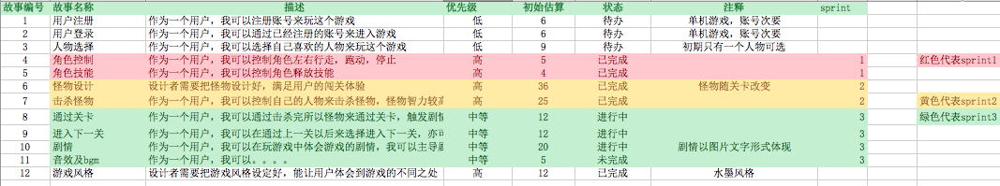 故事编号 故事名称 描述 优先级 初始估算 状态 注释 sprint
1 用户注册 作为一个用户，我可以注册账号来玩这个游戏 低 6 待办 单机游戏，账号次要
2 用户登录 作为一个用户，我可以通过已经注册的账号来进入游戏 低 6 待办 单机游戏，账号次要
3 人物选择 作为一个用户，我可以选择自己喜欢的人物来玩这个游戏 低 9 待办 初期只有一个人物可选
4 角色控制 作为一个用户，我可以控制角色左右行走，跑动，停止 高 5 已完成 1 红色代表sprint1
5 角色技能 作为一个用户，我可以控制角色释放技能 高 4 已完成 1
6 怪物设计 设计者需要把怪物设计好，满足用户的闯关体验 高 36 已完成 怪物随关卡改变 2
7 击杀怪物 作为一个用户，我可以控制自己的人物来击杀怪物，怪物智力较高 高 25 已完成 2 黄色代表sprint2
8 通过关卡 作为一个用户，我可以通过击杀完所以怪物来通过关卡，触发剧情 中等 12 进行中 3 绿色代表sprint3
9 进入下一关 作为一个用户，我可以在通过上一关以后来选择进入下一关，亦可 中等 12 进行中 3
10 剧情 作为一个用户，我可以在玩游戏中体会游戏的剧情，我可以主导剧 中等 20 进行中 剧情以图片文字形式体现 3
11 音效及bgm 作为一个用户，我可以。。。。 中等 5 未完成 3
12 游戏风格 设计者需要把游戏风格设定好，能让用户体会到游戏的不同之处 高 12 已完成 水墨风格